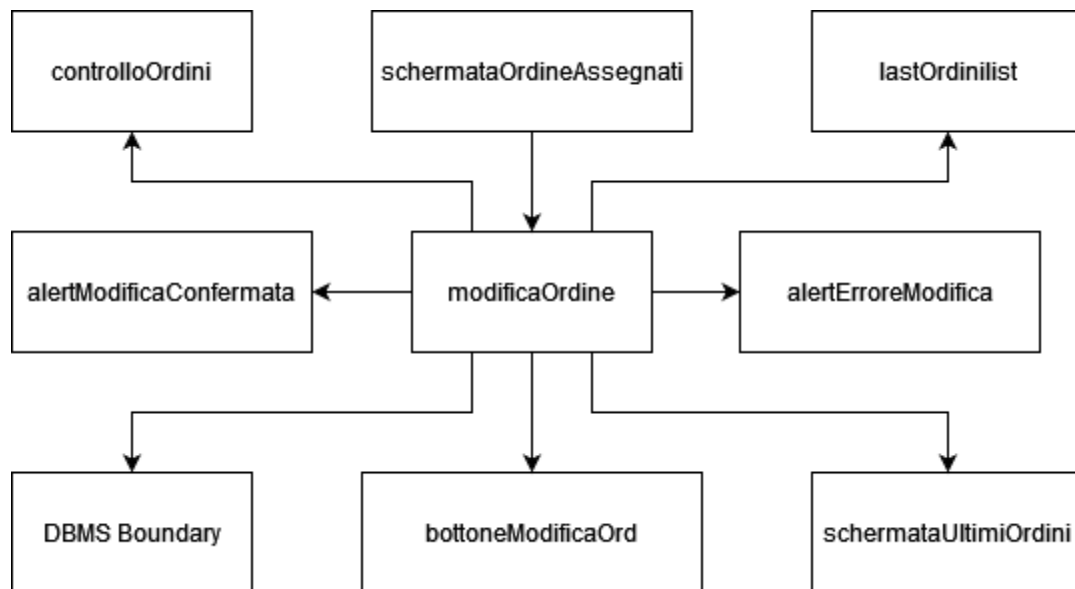 controlloOrdini
schermataOrdineAssegnati
lastOrdinilist
alertModificaConfermata
modificaOrdine
alertErroreModifica
DBMS Boundary
bottoneModificaOrd
schermataUltimiOrdini